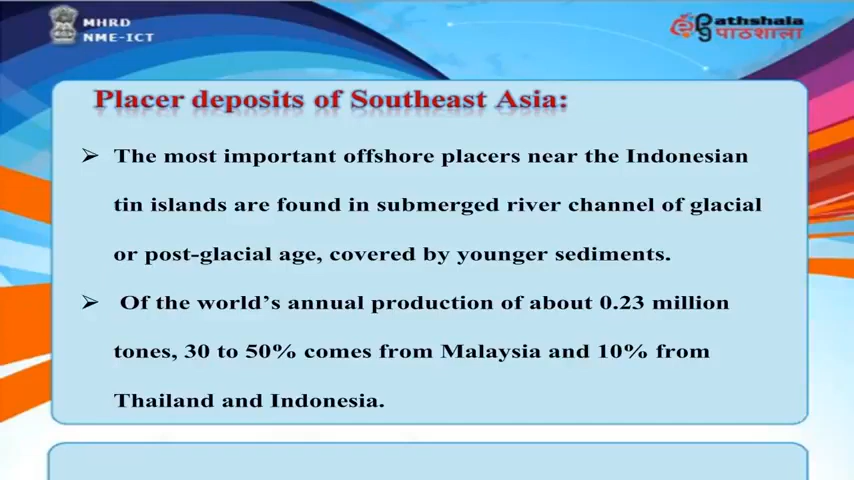 MHRD
NME-ICT
Pathshala
पाठशाला
Placer deposits of Southeast Asia:
➢ The most important offshore placers near the Indonesian
tin islands are found in submerged river channel of glacial
or post-glacial age, covered by younger sediments.
➢ Of the world's annual production of about 0.23 million
tones, 30 to 50% comes from Malaysia and 10% from
Thailand and Indonesia.